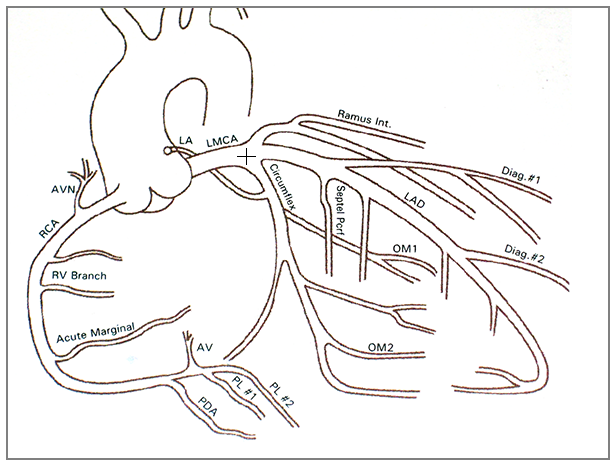 Ramus Int.
LA
LMCA
Diag.#1
AVN
Circumflex
Septel Perf.
LAD
RCA
OM1
Diag.#2
RV Branch
Acute Marginal
AV
OM2
PL #1
PL #2
PDA